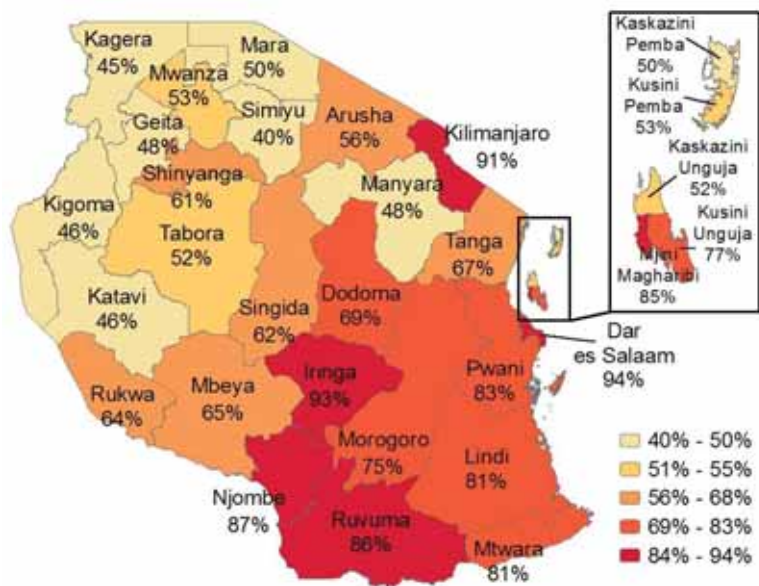 Kagera
45%
Mara
50%
Mwanza
53%
Geita
48%
Simiyu
40%
Arusha
56%
Kilimanjaro
91%
Shinyanga
61%
Kigoma
46%
Tabora
52%
Manyara
48%
Tanga
67%
Katavi
46%
Singida
62%
Dodoma
69%
Rukwa
64%
Mbeya
65%
Iringa
93%
Pwani
83%
Dar
es Salaam
94%
Morogoro
75%
Lindi
81%
Njombe
87%
Ruvuma
86%
Mtwara
81%
Kaskazini
Pemba
50%
Kusini
Pemba
53%
Kaskazini
Unguja
52%
Kusini
Unguja
77%
Mjini
Magharibi
85%
40% - 50%
51% - 55%
56% - 68%
69% - 83%
84% - 94%